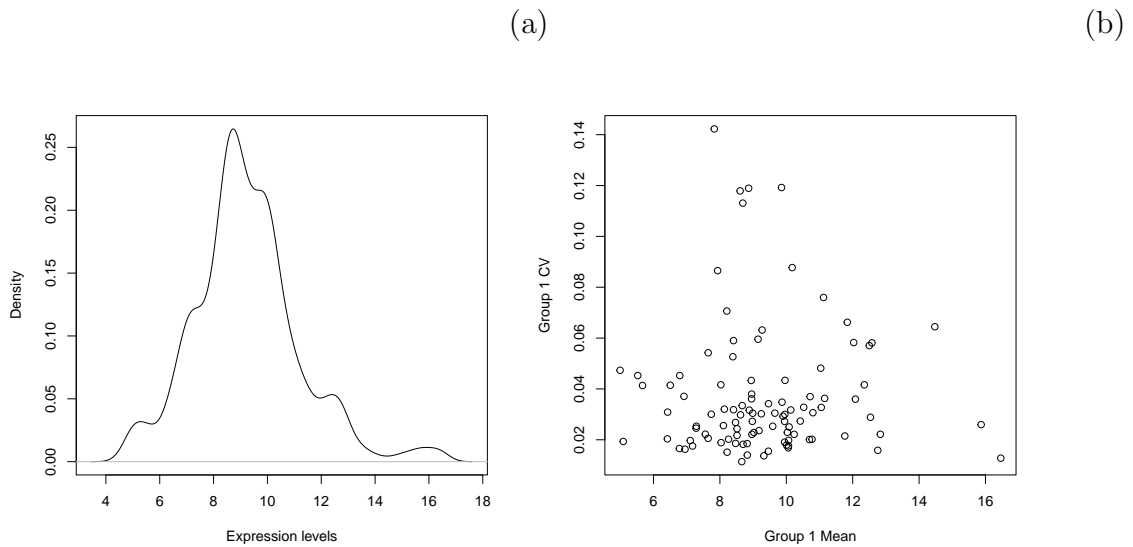 (a)
(b)
0.25
0.20
0.15
0.10
0.05
0.00
Density
4 6 8 10 12 14 16 18
Expression levels
0.14
0.12
0.10
0.08
0.06
0.04
0.02
Group 1 CV
6 8 10 12 14 16
Group 1 Mean